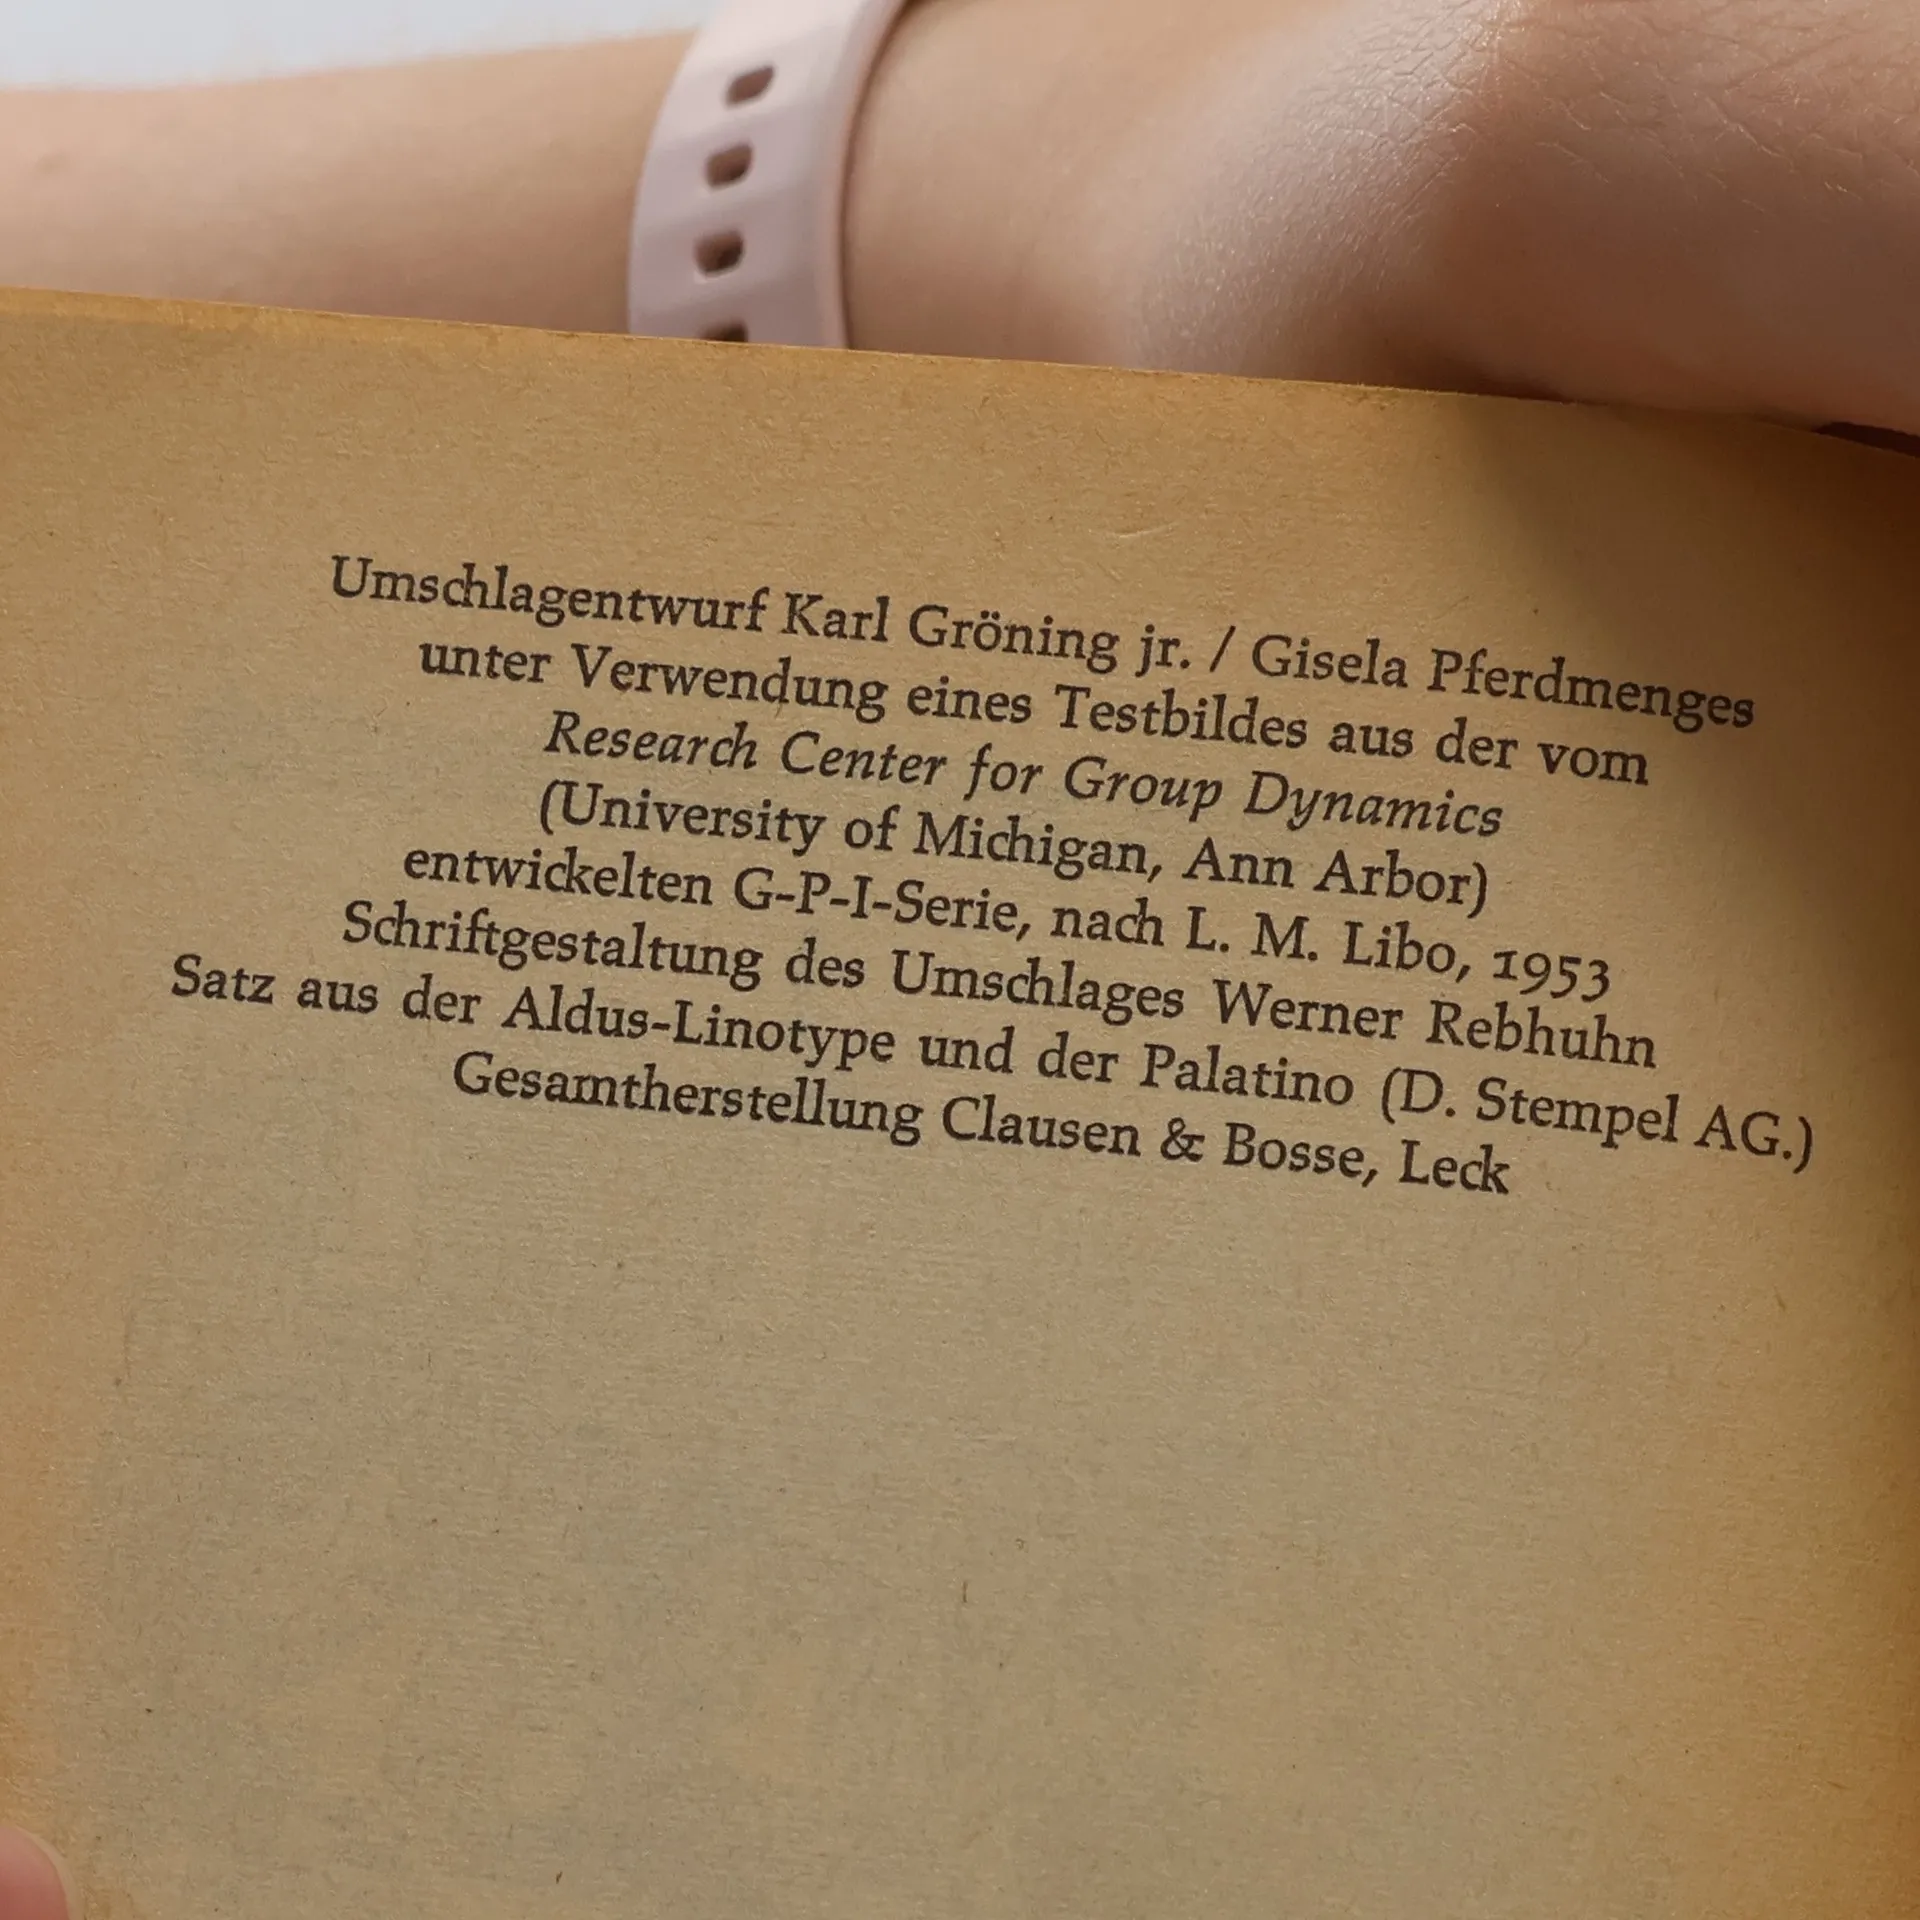 Umschlagentwurf Karl Gröning jr. / Gisela Pferdmenges
unter Verwendung eines Testbildes aus der vom
Research Center for Group Dynamics
(University of Michigan, Ann Arbor)
entwickelten G-P-I-Serie, nach L. M. Libo, 1953
Schriftgestaltung des Umschlages Werner Rebhuhn
Satz aus der Aldus-Linotype und der Palatino (D. Stempel AG.)
Gesamtherstellung Clausen & Bosse, Leck